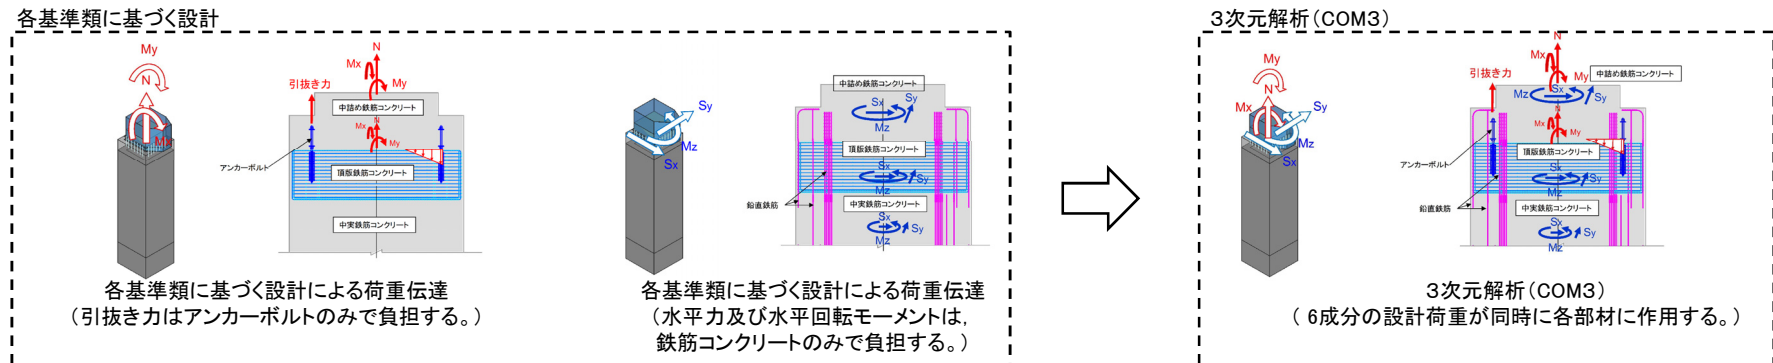 各基準類に基づく設計
My
N
Mx
N
Mx
My
引抜き力
中詰め鉄筋コンクリート
N
Mx
My
アンカーボルト
頂版鉄筋コンクリート
中実鉄筋コンクリート
各基準類に基づく設計による荷重伝達
(引抜き力はアンカーボルトのみで負担する。)
Sy
Mz
Sx
中詰め鉄筋コンクリート
Sx
Sy
Mz
頂版鉄筋コンクリート
Sx
Sy
Mz
鉛直鉄筋
中実鉄筋コンクリート
Sx
Sy
Mz
各基準類に基づく設計による荷重伝達
(水平力及び水平回転モーメントは,
鉄筋コンクリートのみで負担する。)
3次元解析(COM3)
My
N
Mx
Sy
Mz
Sx
N
Mx
My
引抜き力
中詰め鉄筋コンクリート
Sx
Mz
Sy
N
Mx
My
アンカーボルト
頂版鉄筋コンクリート
Sx
Sy
Mz
鉛直鉄筋
中実鉄筋コンクリート
Sx
Sy
Mz
3次元解析(COM3)
( 6成分の設計荷重が同時に各部材に作用する。)